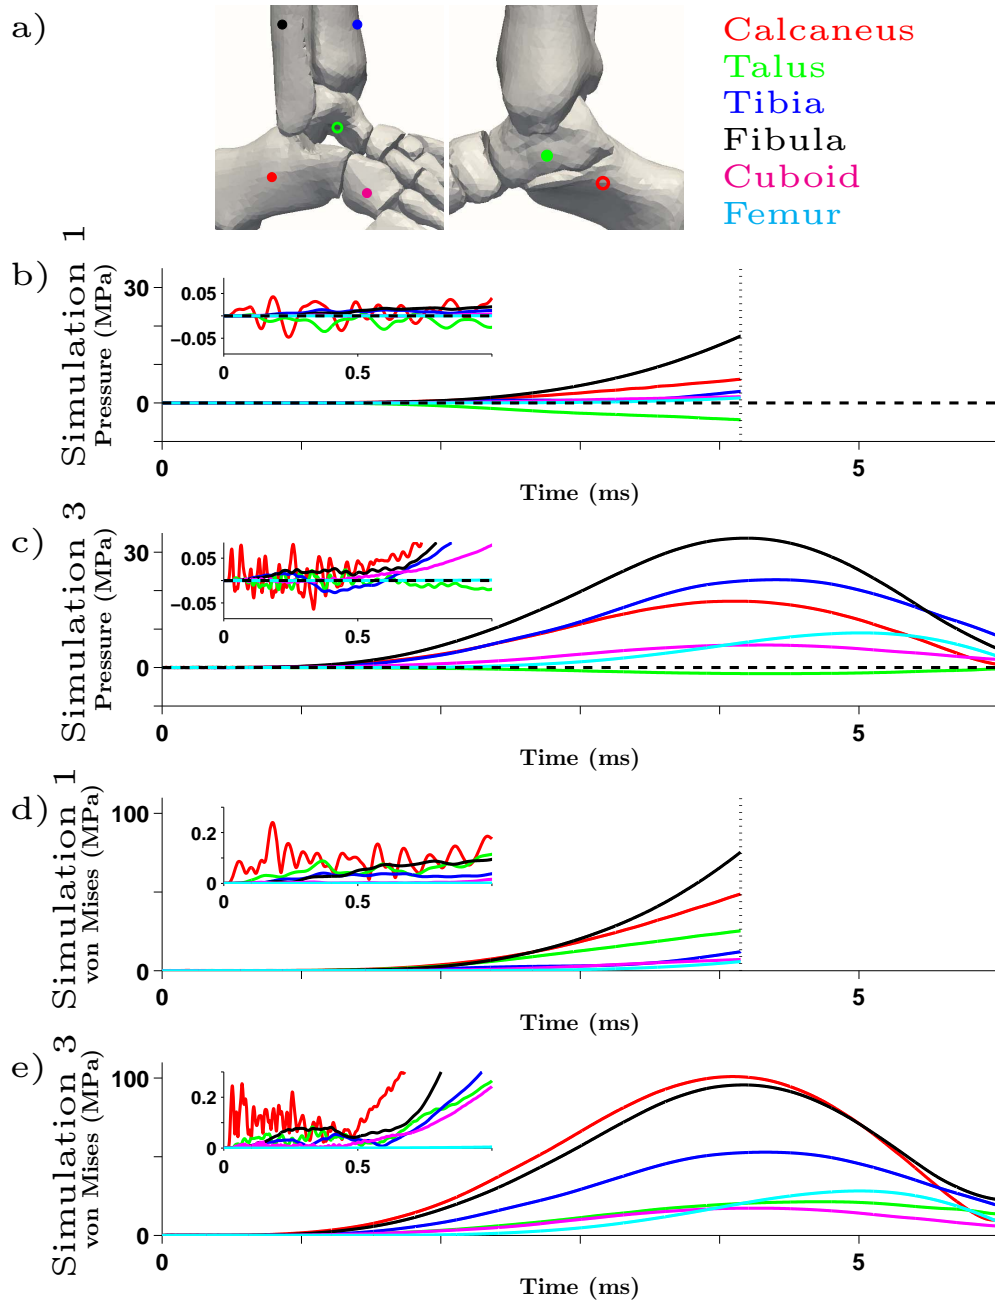 a)
Calcaneus
Talus
Tibia
Fibula
Cuboid
Femur
b)
Simulation 1
Pressure (MPa)
30
0
0.05
−0.05
0
0.5
0
5
Time (ms)
c)
Simulation 3
Pressure (MPa)
30
0
0.05
−0.05
0
0.5
0
5
Time (ms)
d)
Simulation 1
von Mises (MPa)
100
0
0.2
0
0
0.5
0
5
Time (ms)
e)
Simulation 3
von Mises (MPa)
100
0
0.2
0
0
0.5
0
5
Time (ms)